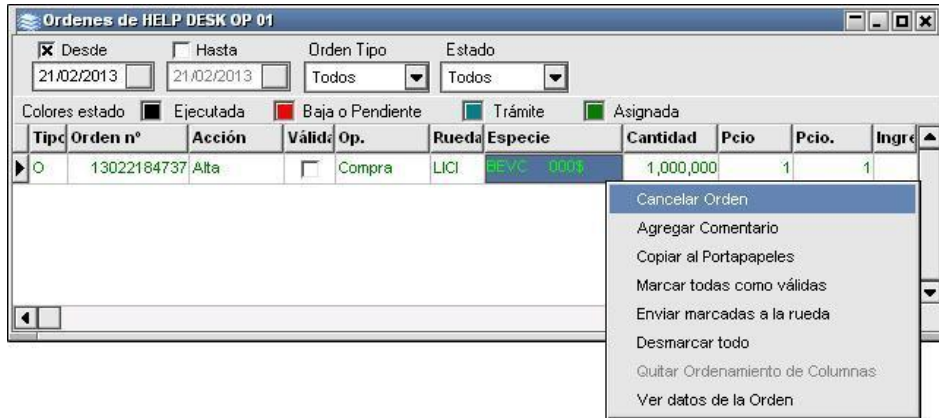 Ordenes de HELP DESK OP 01
Desde Hasta Orden Tipo Estado
21/02/2013 21/02/2013 Todos Todos
Colores estado Ejecutada Baja o Pendiente Trámite Asignada
Tipo Orden nº Acción Válida Op. Rueda Especie Cantidad Pcio Pcio. Ingre
O 13022184737 Alta Compra LICI BEVC 000$ 1,000,000 1 1
Cancelar Orden
Agregar Comentario
Copiar al Portapapeles
Marcar todas como válidas
Enviar marcadas a la rueda
Desmarcar todo
Quitar Ordenamiento de Columnas
Ver datos de la Orden